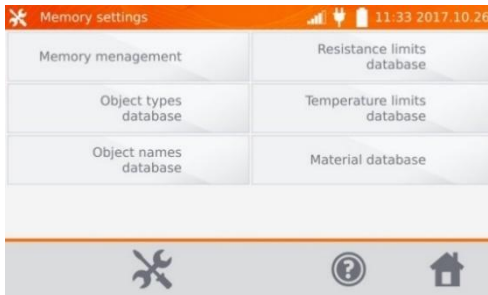 Memory settings
11:33 2017.10.26
Memory menagement
Resistance limits
database
Object types
database
Temperature limits
database
Object names
database
Material database
?